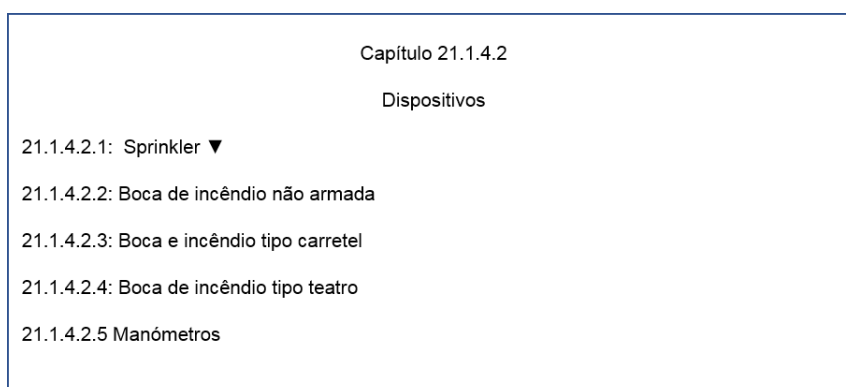 Capítulo 21.1.4.2
Dispositivos
21.1.4.2.1: Sprinkler ▼
21.1.4.2.2: Boca de incêndio não armada
21.1.4.2.3: Boca e incêndio tipo carretel
21.1.4.2.4: Boca de incêndio tipo teatro
21.1.4.2.5 Manómetros